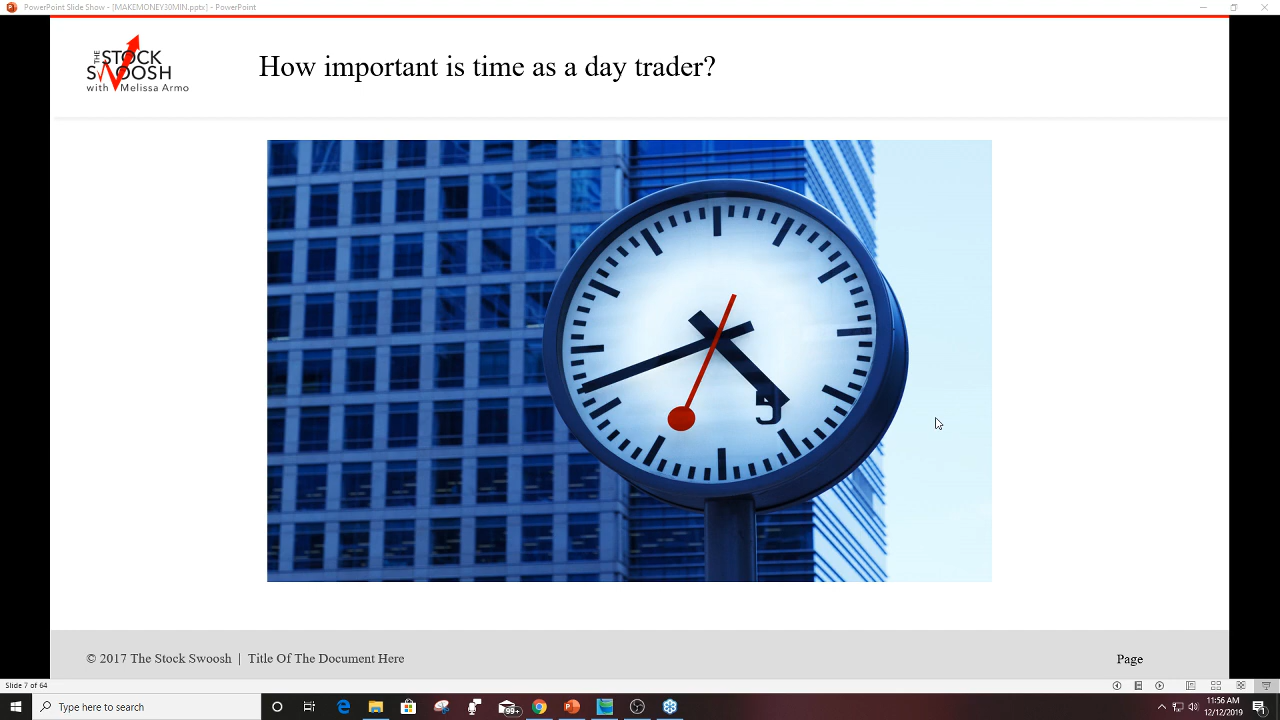 PowerPoint Slide Show - [MAKEMONEY30MIN.pptx] - PowerPoint
THE STOCK
SWOOSH
with Melissa Armo
How important is time as a day trader?
5
© 2017 The Stock Swoosh | Title Of The Document Here
Page
Slide 7 of 64
Type here to search
99+
11:56 AM
12/12/2019
1